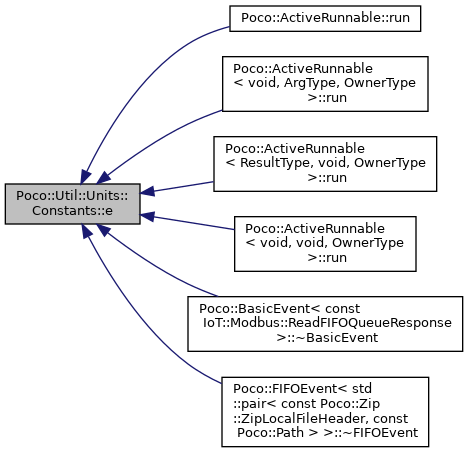 Poco::ActiveRunnable::run
Poco::ActiveRunnable
< void, ArgType, OwnerType
>::run
Poco::ActiveRunnable
< ResultType, void, OwnerType
>::run
Poco::Util::Units::
Constants::e
Poco::ActiveRunnable
< void, void, OwnerType
>::run
Poco::BasicEvent< const
IoT::Modbus::ReadFIFOQueueResponse
>::~BasicEvent
Poco::FIFOEvent< std
::pair< const Poco::Zip
::ZipLocalFileHeader, const
Poco::Path > >::~FIFOEvent